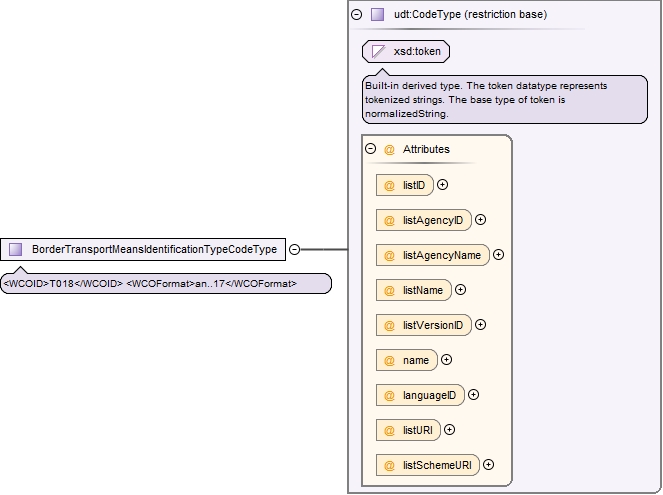 udt:CodeType (restriction base)
xsd:token
Built-in derived type. The token datatype represents
tokenized strings. The base type of token is
normalizedString.
@ Attributes
@ listID
@ listAgencyID
@ listAgencyName
@ listName
@ listVersionID
@ name
@ languageID
@ listURI
@ listSchemeURI
BorderTransportMeansIdentificationTypeCodeType
<WCOID>T018</WCOID> <WCOFormat>an..17</WCOFormat>